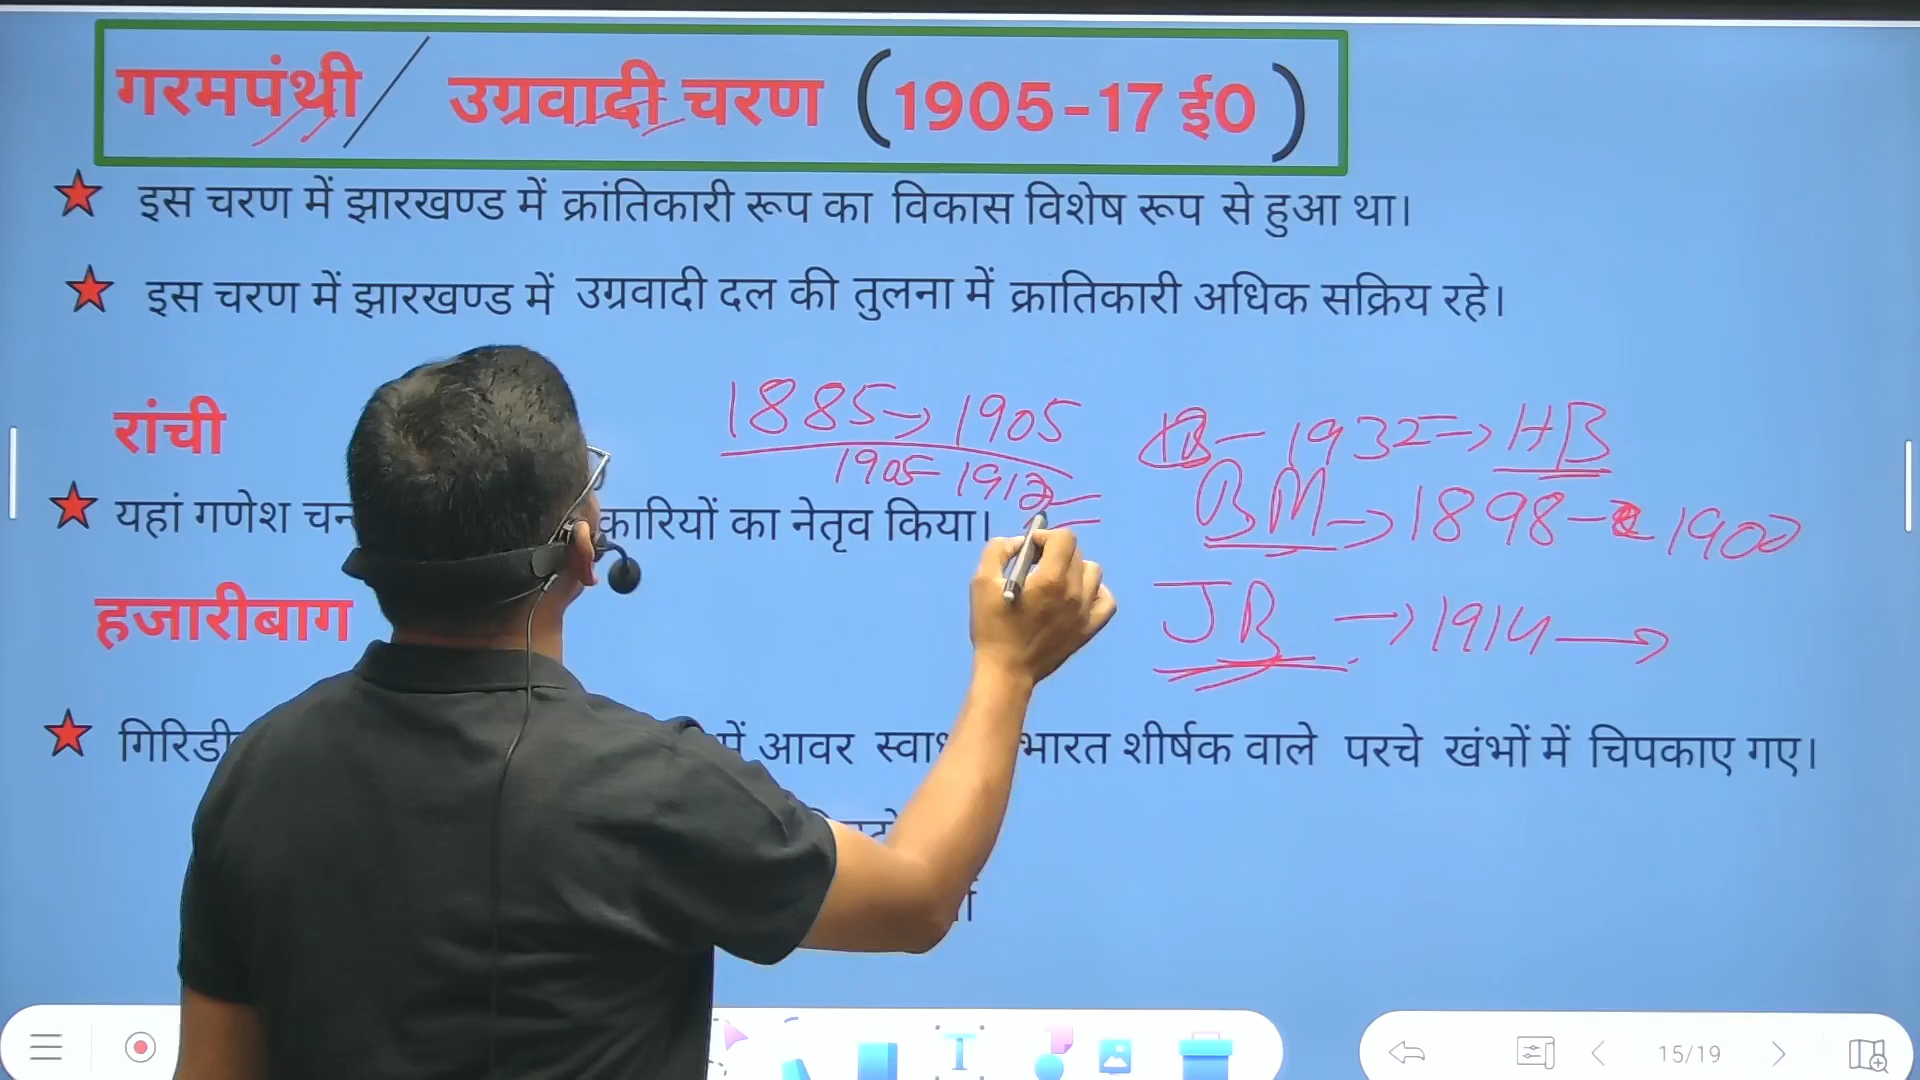 गरमपंथी / उग्रवादी चरण (1905-17 ई0)
इस चरण में झारखण्ड में क्रांतिकारी रूप का विकास विशेष रूप से हुआ था।
इस चरण में झारखण्ड में उग्रवादी दल की तुलना में क्रातिकारी अधिक सक्रिय रहे।
1885→ 1905
1905-191
रांची
- 1932 => HB
यहां गणेश कारियों का नेतृव किया।
BM → 1898 - 1900
हजारीबाग
JB → 1914 →
आवर भारत शीर्षक वाले परचे खंभों में चिपकाए गए।
T
15/19